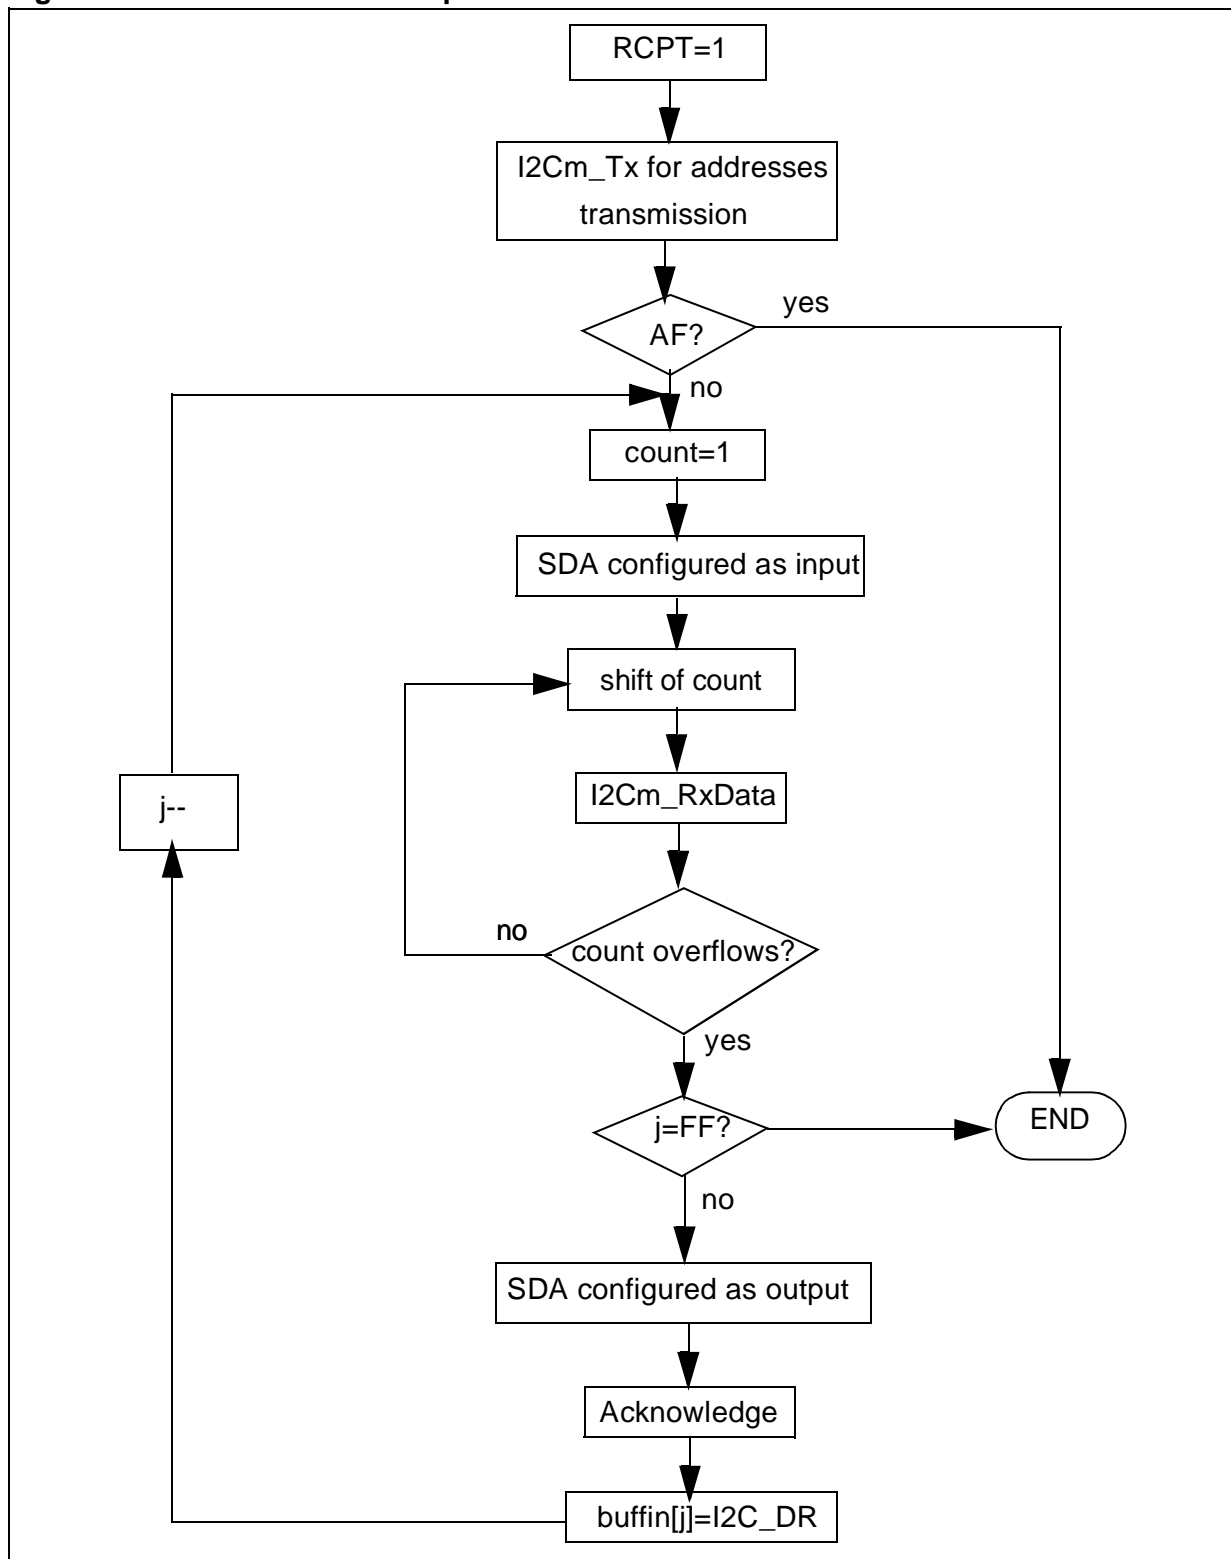 RCPT=1
I2Cm_Tx for addresses
transmission
yes
AF?
no
count=1
SDA configured as input
shift of count
I2Cm_RxData
j--
no
count overflows?
yes
j=FF?
END
no
SDA configured as output
Acknowledge
buffin[j]=I2C_DR